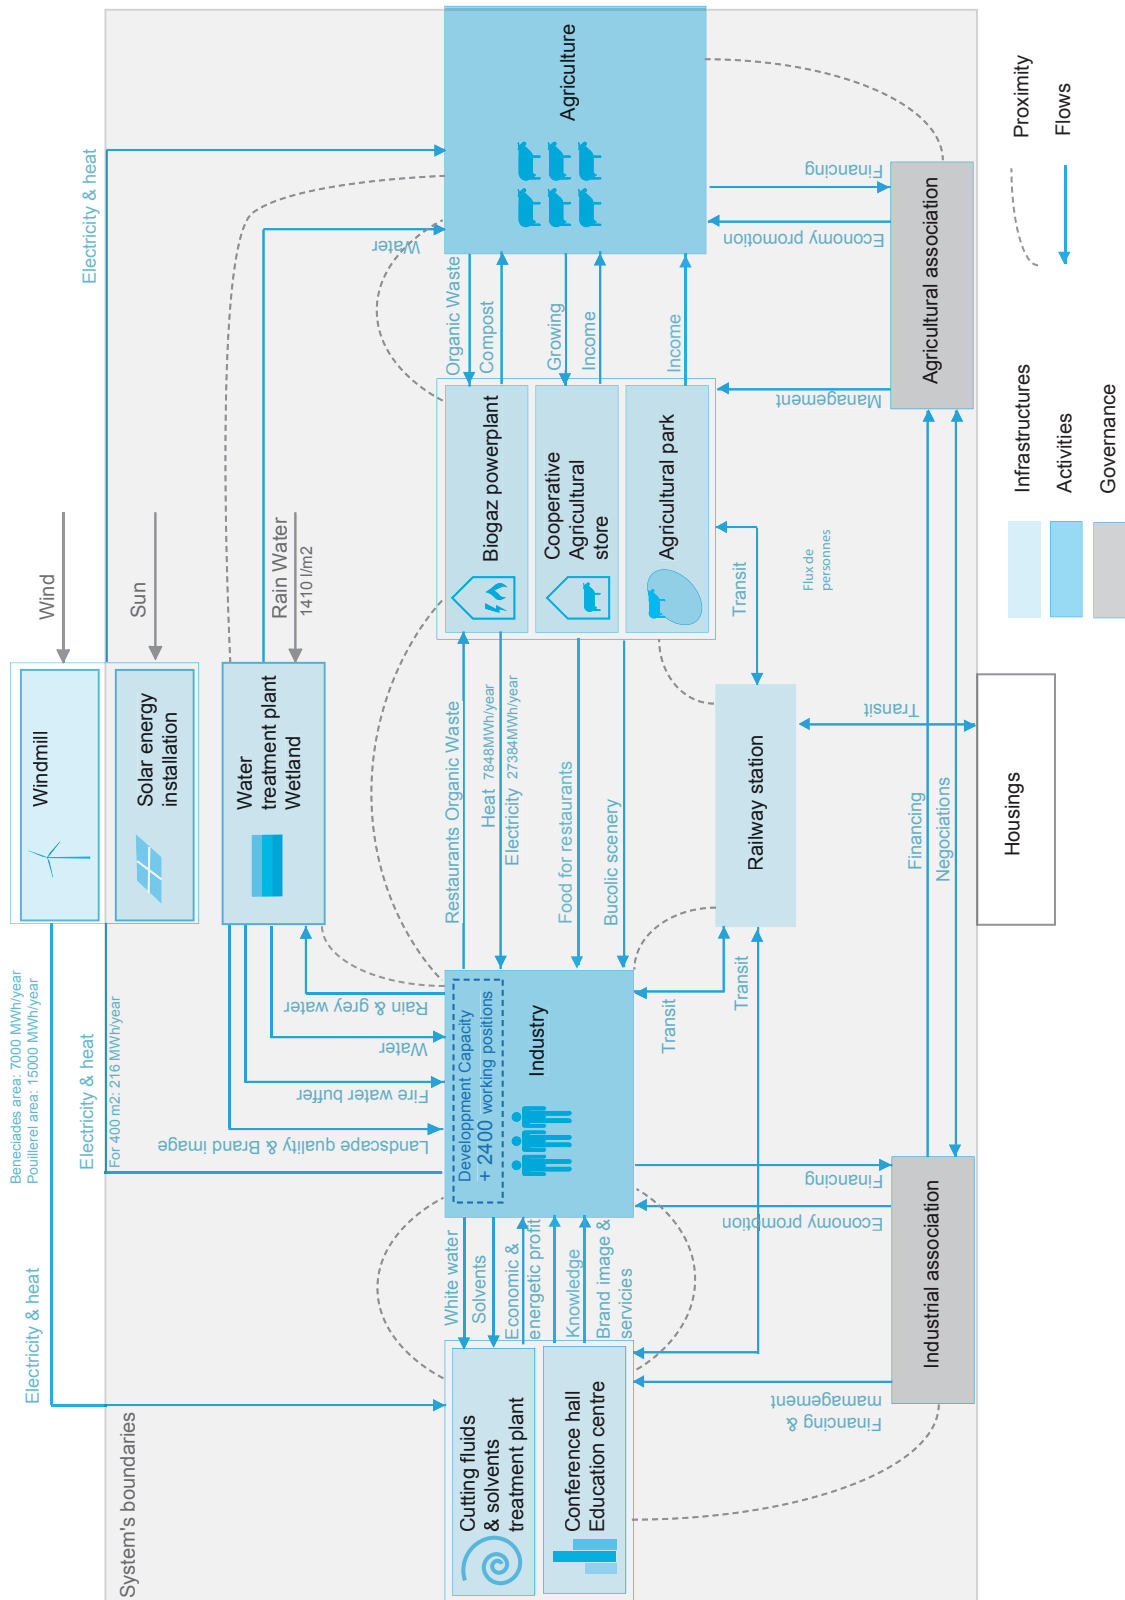 System's boundaries
Electricity & heat
Beneciades area: 7000 MWh/year
Pouillerel area: 15000 MWh/year
Electricity & heat
For 400 m2: 216 MWh/year
Windmill
Solar energy
installation
Water
treatment plant
Wetland
Wind
Sun
Rain Water
1410 l/m2
Electricity & heat
Landscape quality & Brand image
Fire water buffer
Water
Rain & grey water
Water
Cutting fluids
& solvents
treatment plant
Conference hall
Education centre
White water
Solvents
Economic &
energetic profit
Knowledge
Brand image &
servicies
Developpment Capacity
+ 2400 working positions
Industry
Restaurants Organic Waste
Heat 7848MWh/year
Electricity 27384MWh/year
Food for restaurants
Bucolic scenery
Biogaz powerplant
Cooperative
Agricultural
store
Agricultural park
Organic Waste
Compost
Growing
Income
Income
Agriculture
Transit
Transit
Railway station
Transit
Flux de
personnes
Transit
Financing &
mamagement
Economy promotion
Financing
Management
Economy promotion
Financing
Industrial association
Financing
Negociations
Agricultural association
Housings
Infrastructures
Activities
Governance
Proximity
Flows